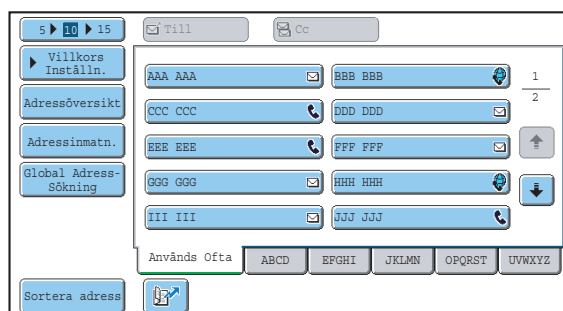 5 10 15
Till
Cc
Villkors
Inställn.
Adressöversikt
Adressinmatn.
Global Adress-
Sökning
Sortera adress
AAA AAA
BBB BBB
CCC CCC
DDD DDD
EEE EEE
FFF FFF
GGG GGG
HHH HHH
III III
JJJ JJJ
1
2
Används Ofta
ABCD
EFGHI
JKLMN
OPQRST
UVWXYZ